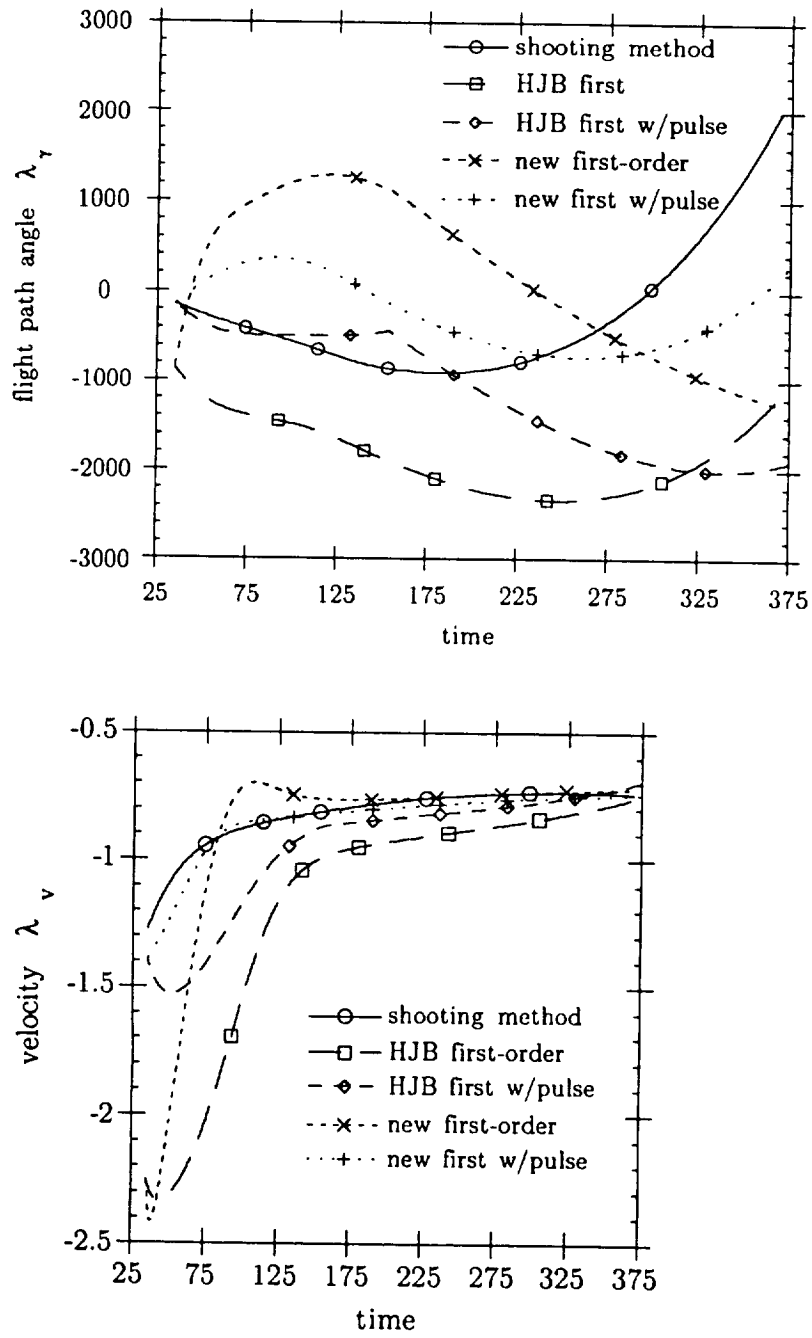 3000
2000
1000
0
-1000
-2000
-3000
flight path angle λ γ
shooting method
HJB first
HJB first w/pulse
new first-order
new first w/pulse
25 75 125 175 225 275 325 375
time
-0.5
-1
-1.5
-2
-2.5
velocity λ v
shooting method
HJB first-order
HJB first w/pulse
new first-order
new first w/pulse
25 75 125 175 225 275 325 375
time